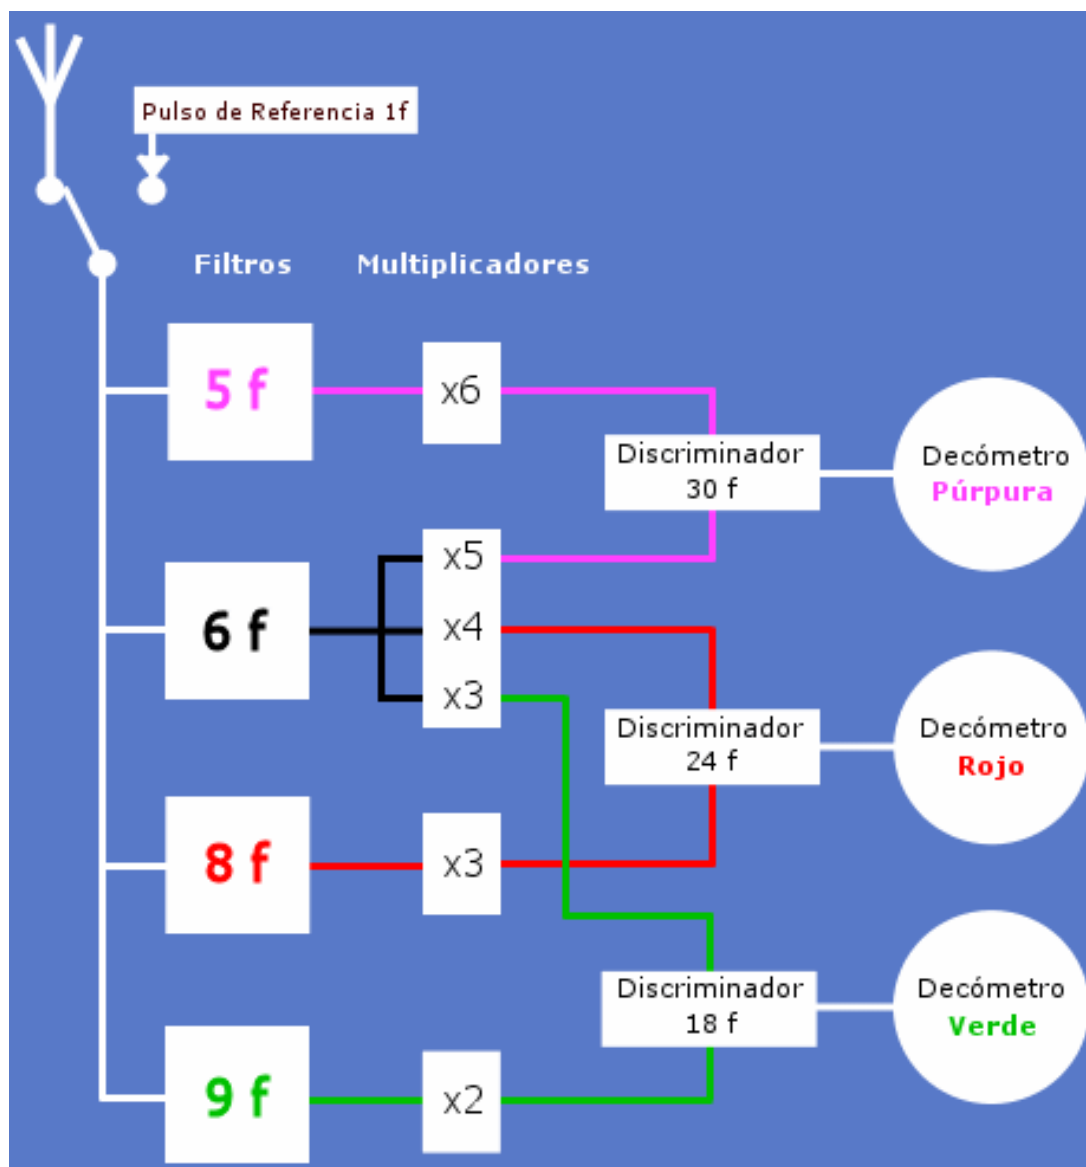 Pulso de Referencia 1f
Filtros
Multiplicadores
5 f
x6
Discriminador
30 f
Decómetro
Púrpura
6 f
x5
x4
x3
Discriminador
24 f
Decómetro
Rojo
8 f
x3
Discriminador
18 f
Decómetro
Verde
9 f
x2